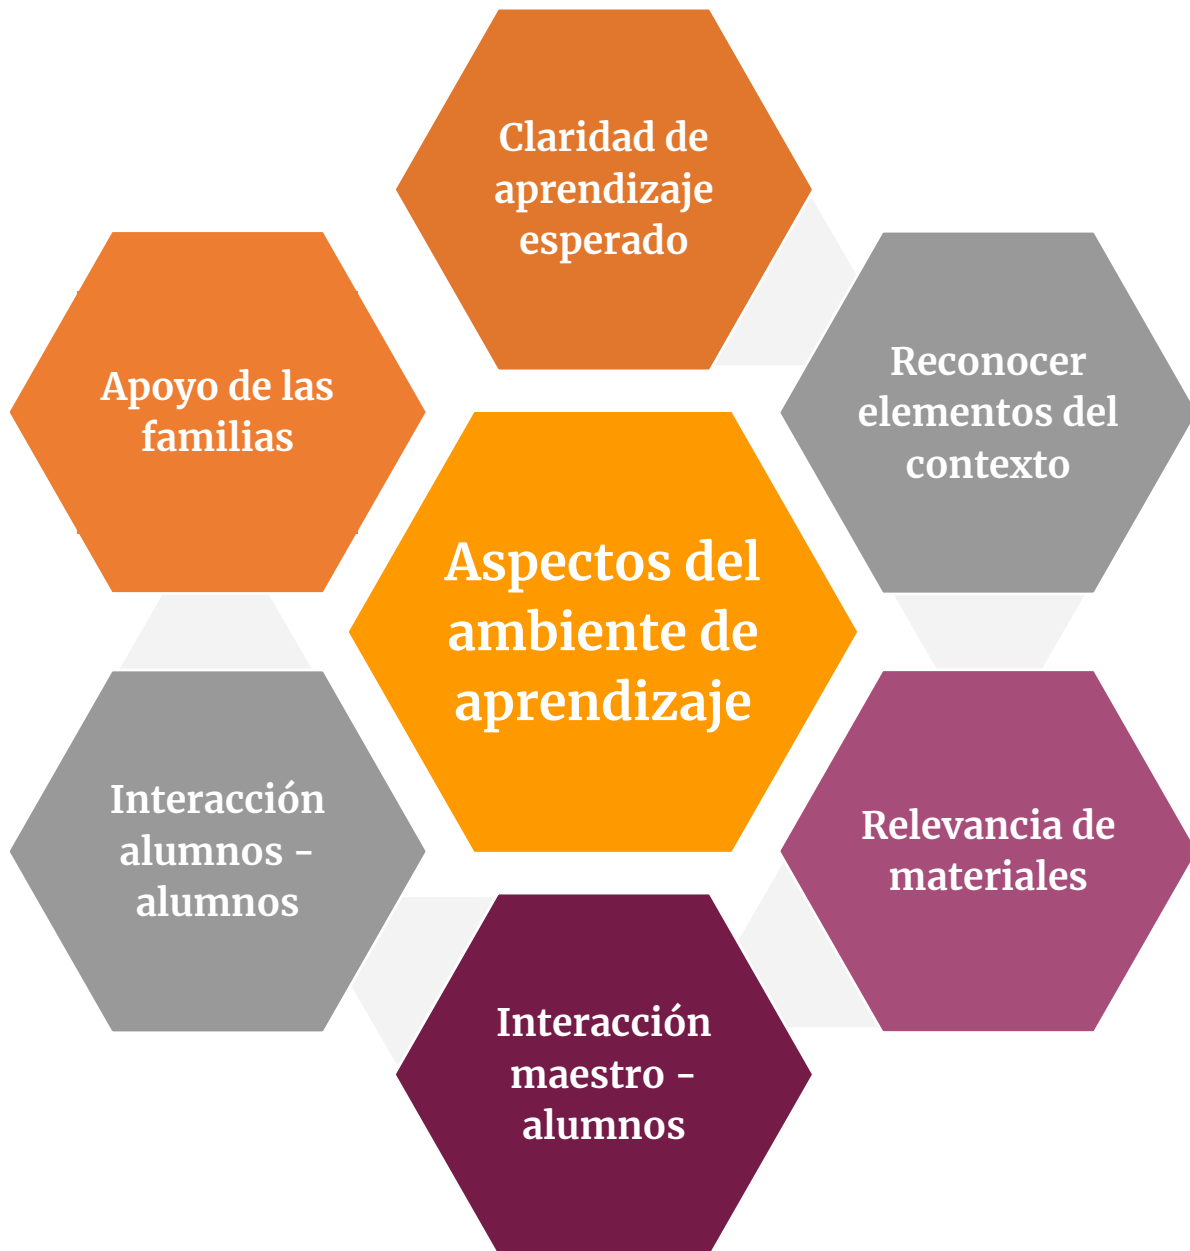 Claridad de
aprendizaje
esperado
Reconocer
elementos del
contexto
Apoyo de las
familias
Aspectos del
ambiente de
aprendizaje
Interacción
alumnos -
alumnos
Relevancia de
materiales
Interacción
maestro -
alumnos